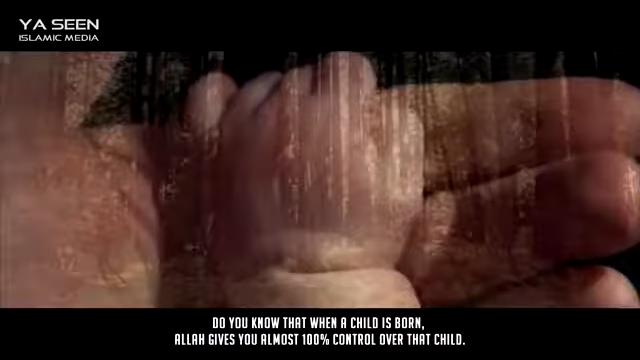 YA SEEN
ISLAMIC MEDIA
DO YOU KNOW THAT WHEN A CHILD IS BORN,
ALLAH GIVES YOU ALMOST 100% CONTROL OVER THAT CHILD.